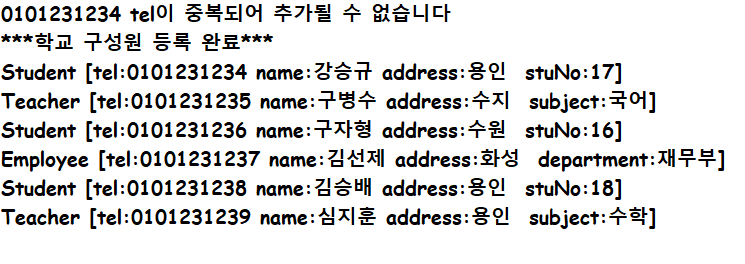 0101231234 tel이 중복되어 추가될 수 없습니다
***학교 구성원 등록 완료***
Student [tel:0101231234 name:강승규 address:용인  stuNo:17]
Teacher [tel:0101231235 name:구병수 address:수지  subject:국어]
Student [tel:0101231236 name:구자형 address:수원  stuNo:16]
Employee [tel:0101231237 name:김선제 address:화성  department:재무부]
Student [tel:0101231238 name:김승배 address:용인  stuNo:18]
Teacher [tel:0101231239 name:심지훈 address:용인  subject:수학]